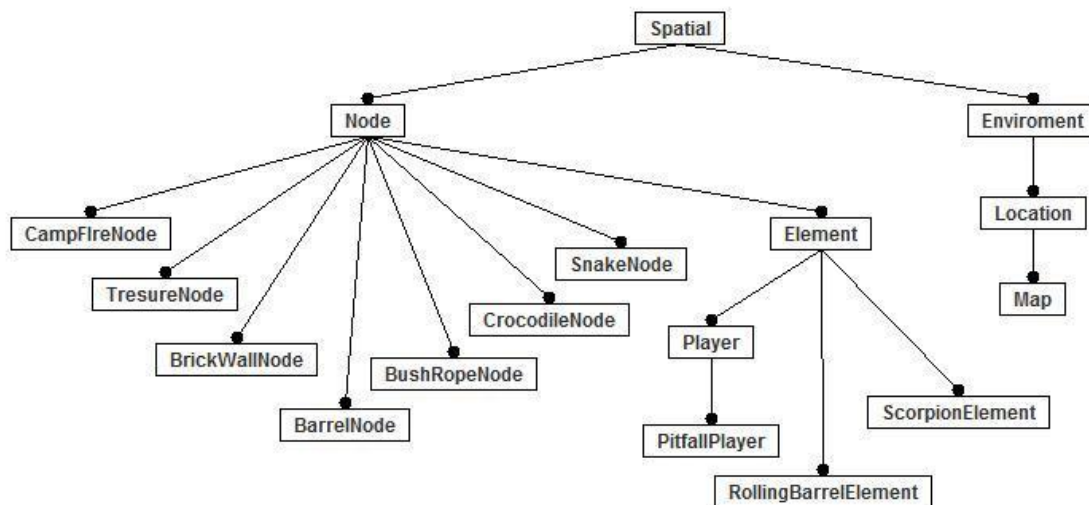 Spatial
Node
Enviroment
CampFIreNode
Element
Location
SnakeNode
TresureNode
CrocodileNode
Map
Player
BrickWallNode
BushRopeNode
ScorpionElement
BarrelNode
PitfallPlayer
RollingBarrelElement